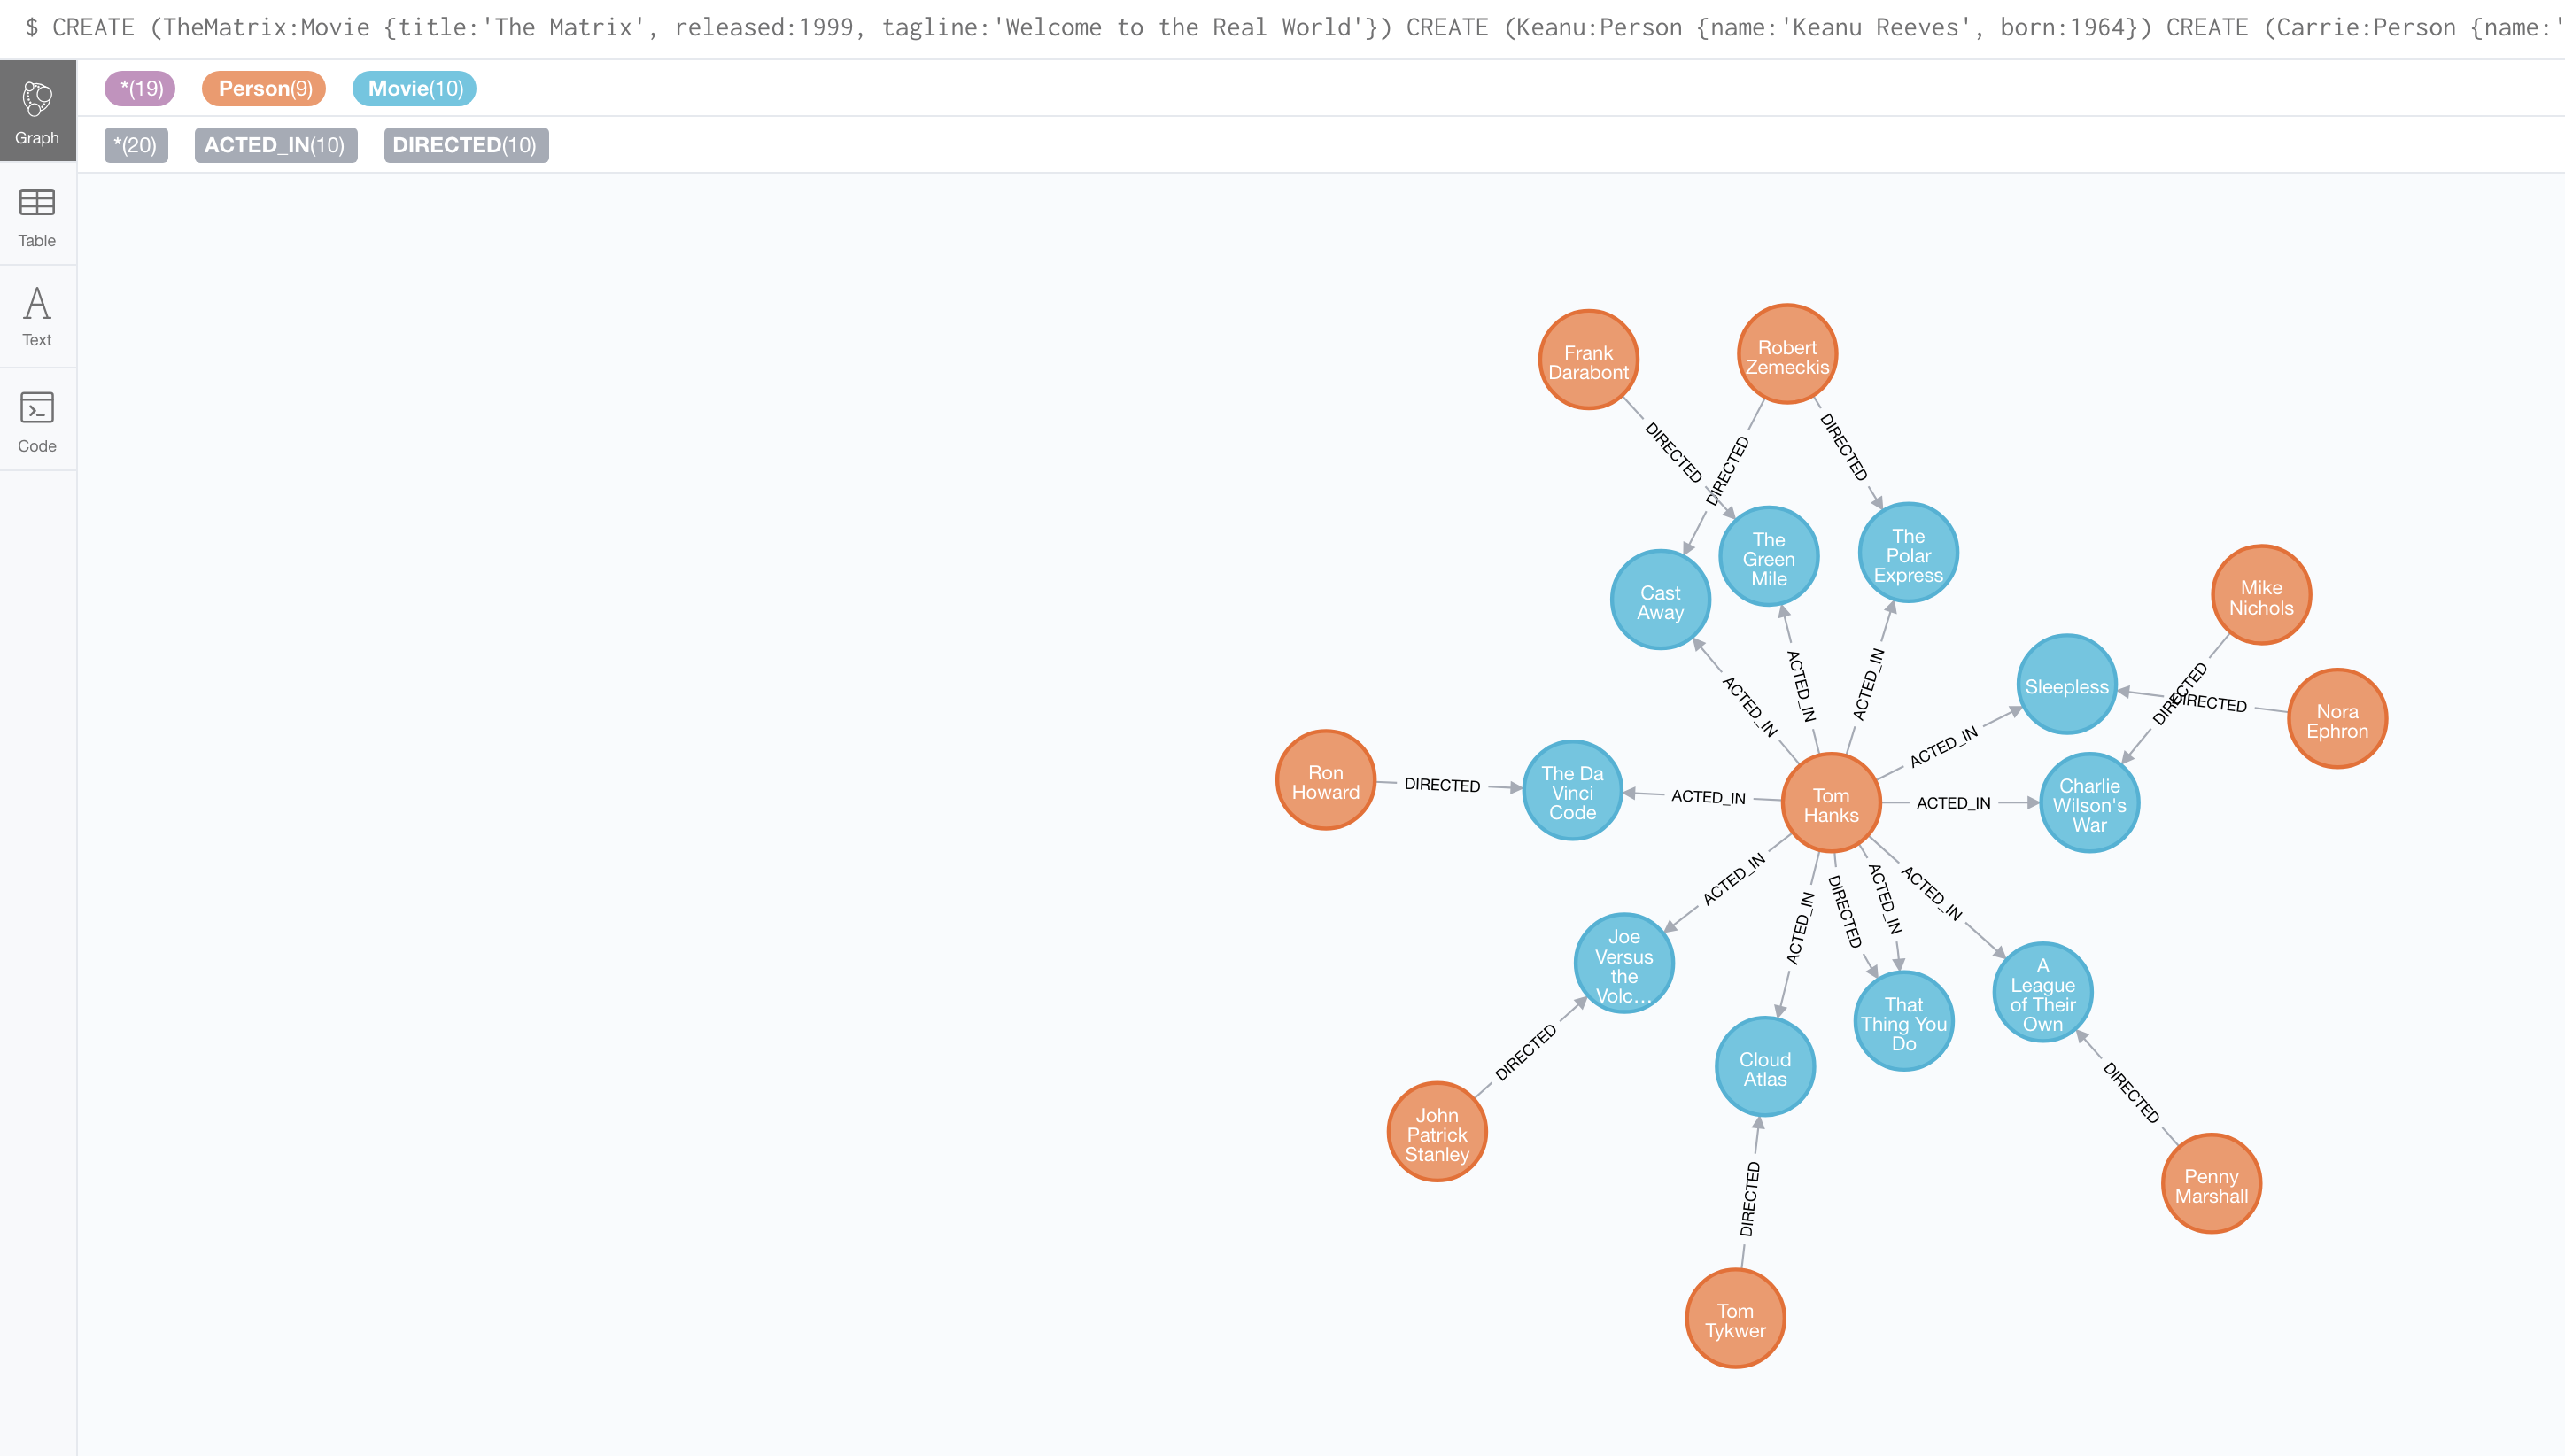 $ CREATE (TheMatrix:Movie {title:'The Matrix', released:1999, tagline:'Welcome to the Real World'}) CREATE (Keanu:Person {name:'Keanu Reeves', born:1964}) CREATE (Carrie:Person {name:'
*(19) Person(9) Movie(10)
*(20) ACTED_IN(10) DIRECTED(10)
Graph
Table
Text
Code
Frank
Darabont
Robert
Zemeckis
DIRECTED
DIRECTED
DIRECTED
The
Green
Mile
The
Polar
Express
Cast
Away
Mike
Nichols
Sleepless
DIRECTED
DIRECTED
Nora
Ephron
ACTED_IN
ACTED_IN
ACTED_IN
ACTED_IN
Ron
Howard
DIRECTED
The Da
Vinci
Code
ACTED_IN
Tom
Hanks
ACTED_IN
Charlie
Wilson's
War
ACTED_IN
ACTED_IN
DIRECTED
ACTED_IN
ACTED_IN
Joe
Versus
the
Volc...
That
Thing You
Do
A
League
of Their
Own
Cloud
Atlas
DIRECTED
DIRECTED
John
Patrick
Stanley
DIRECTED
Penny
Marshall
Tom
Tykwer